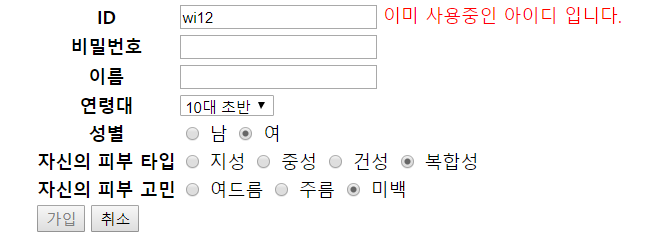 ID wi12 이미 사용중인 아이디 입니다.
비밀번호
이름
연령대 10대 초반
성별 남 여
자신의 피부 타입 지성 중성 건성 복합성
자신의 피부 고민 여드름 주름 미백
가입 취소